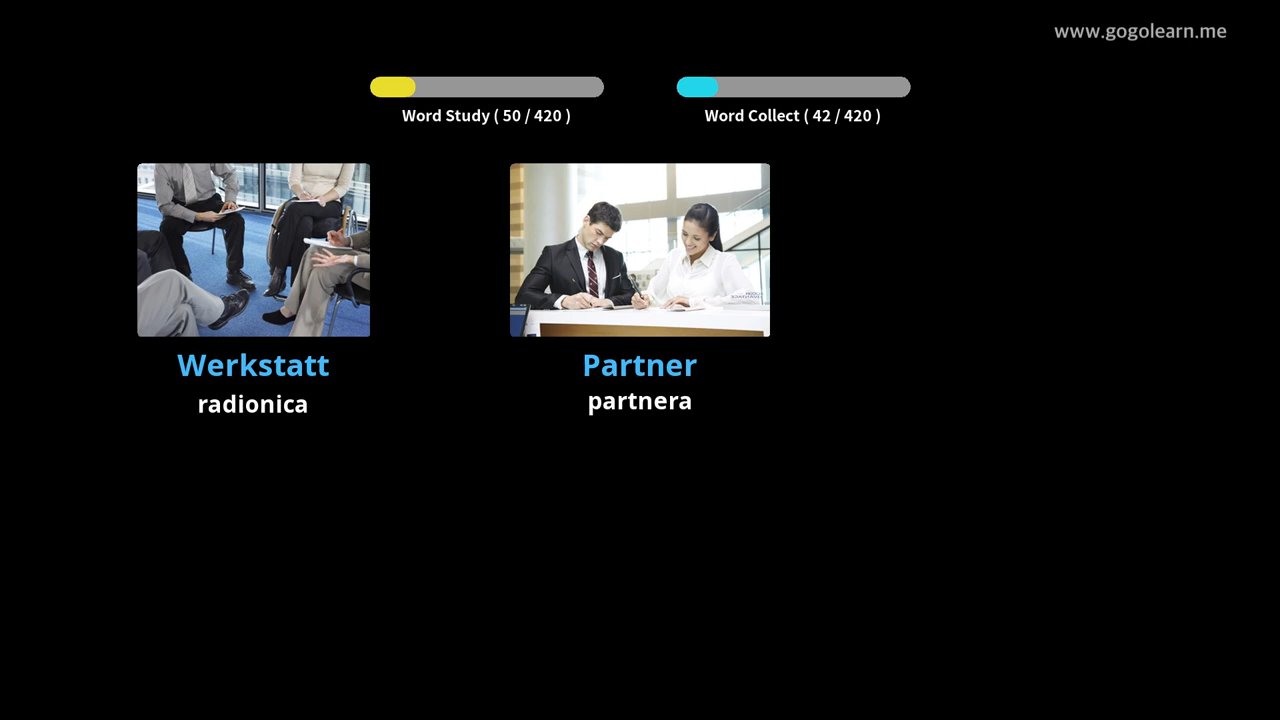 www.gogolearn.me
Word Study ( 50 / 420 )
Word Collect ( 42 / 420 )
Werkstatt
radionica
Partner
partnera